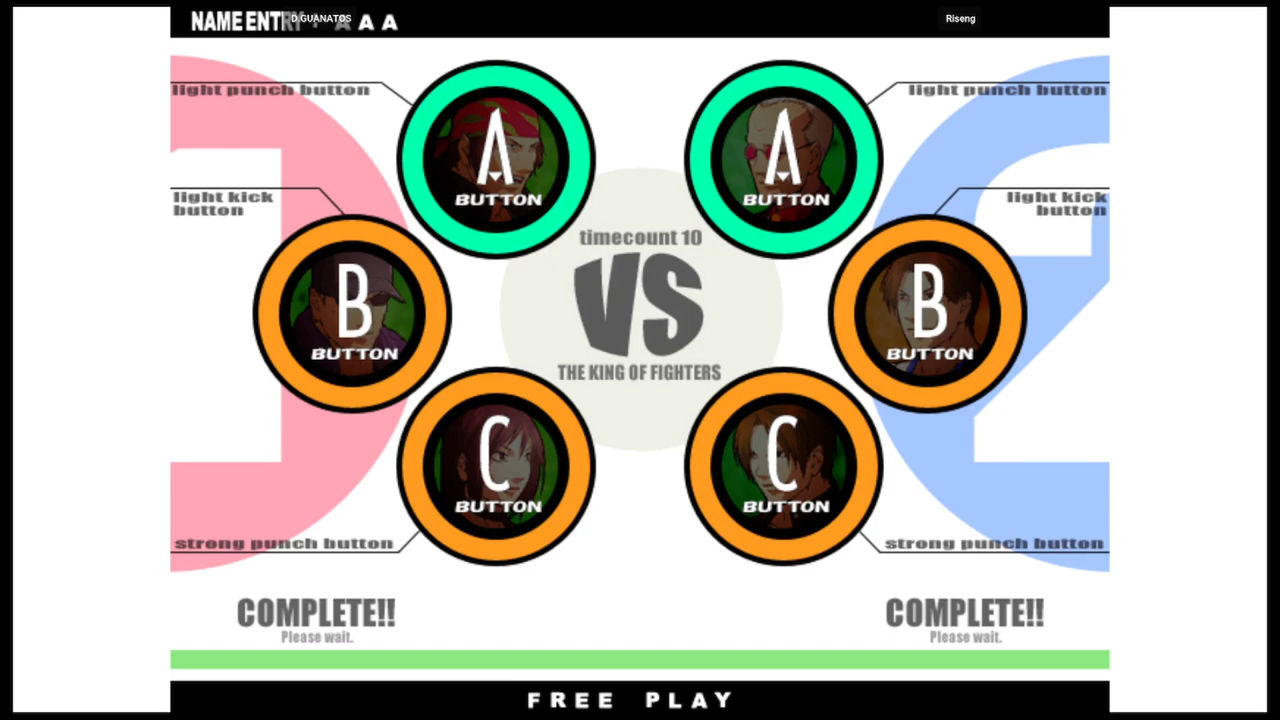 NAME ENTRY A A A
D.GUANATOS
Riseng
light punch button
light punch button
A
BUTTON
A
BUTTON
light kick
button
light kick
button
timecount 10
VS
THE KING OF FIGHTERS
B
BUTTON
B
BUTTON
C
BUTTON
C
BUTTON
strong punch button
strong punch button
COMPLETE!!
Please wait.
COMPLETE!!
Please wait.
FREE PLAY